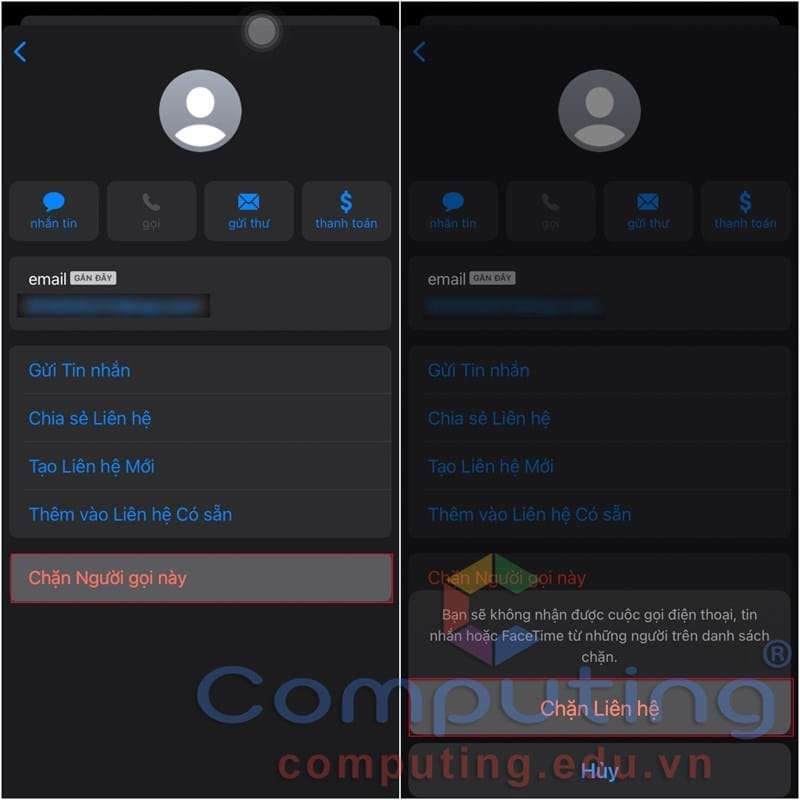 nhắn tin
gọi
gửi thư
thanh toán
email GẦN ĐÂY
Gửi Tin nhắn
Chia sẻ Liên hệ
Tạo Liên hệ Mới
Thêm vào Liên hệ Có sẵn
Chặn Người gọi này
nhắn tin
gọi
gửi thư
thanh toán
email GẦN ĐÂY
Gửi Tin nhắn
Chia sẻ Liên hệ
Tạo Liên hệ Mới
Thêm vào Liên hệ Có sẵn
Chặn Người gọi này
Bạn sẽ không nhận được cuộc gọi điện thoại, tin
nhắn hoặc FaceTime từ những người trên danh sách
chặn.
Chặn Liên hệ
Hủy
Computing®
computing.edu.vn